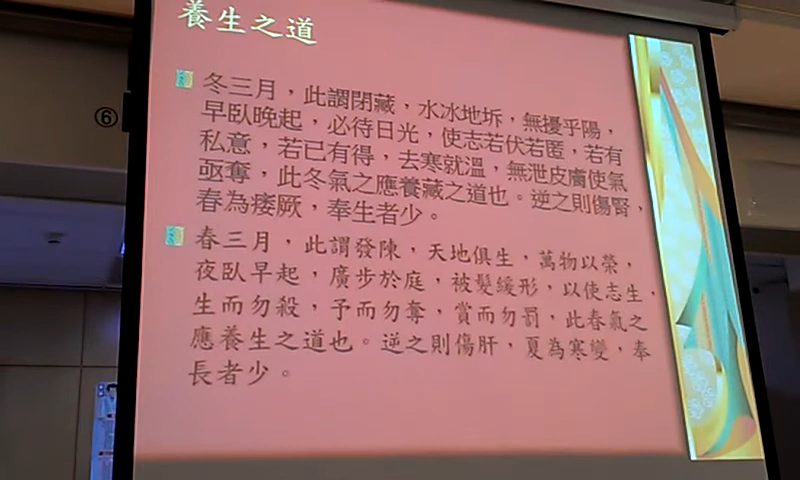 養生之道
冬三月，此謂閉藏，水冰地坼，無擾乎陽，
早臥晚起，必待日光，使志若伏若匿，若有
私意，若已有得，去寒就溫，無泄皮膚使氣
亟奪，此冬氣之應養藏之道也。逆之則傷腎，
春為痿厥，奉生者少。
春三月，此謂發陳，天地俱生，萬物以榮，
夜臥早起，廣步於庭，被髮緩形，以使志生，
生而勿殺，予而勿奪，賞而勿罰，此春氣之
應養生之道也。逆之則傷肝，夏為寒變，奉
長者少。
⑥